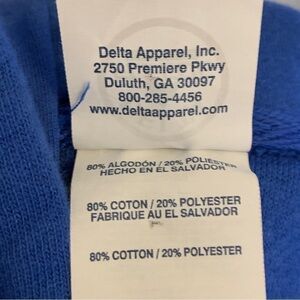 Delta Apparel, Inc.
2750 Premiere Pkwy
Duluth, GA 30097
800-285-4456
www.deltaapparel.com
80% ALGODÓN / 20% POLIÉSTER
HECHO EN EL SALVADOR
80% COTON / 20% POLYESTER
FABRIQUE AU EL SALVADOR
80% COTTON / 20% POLYESTER